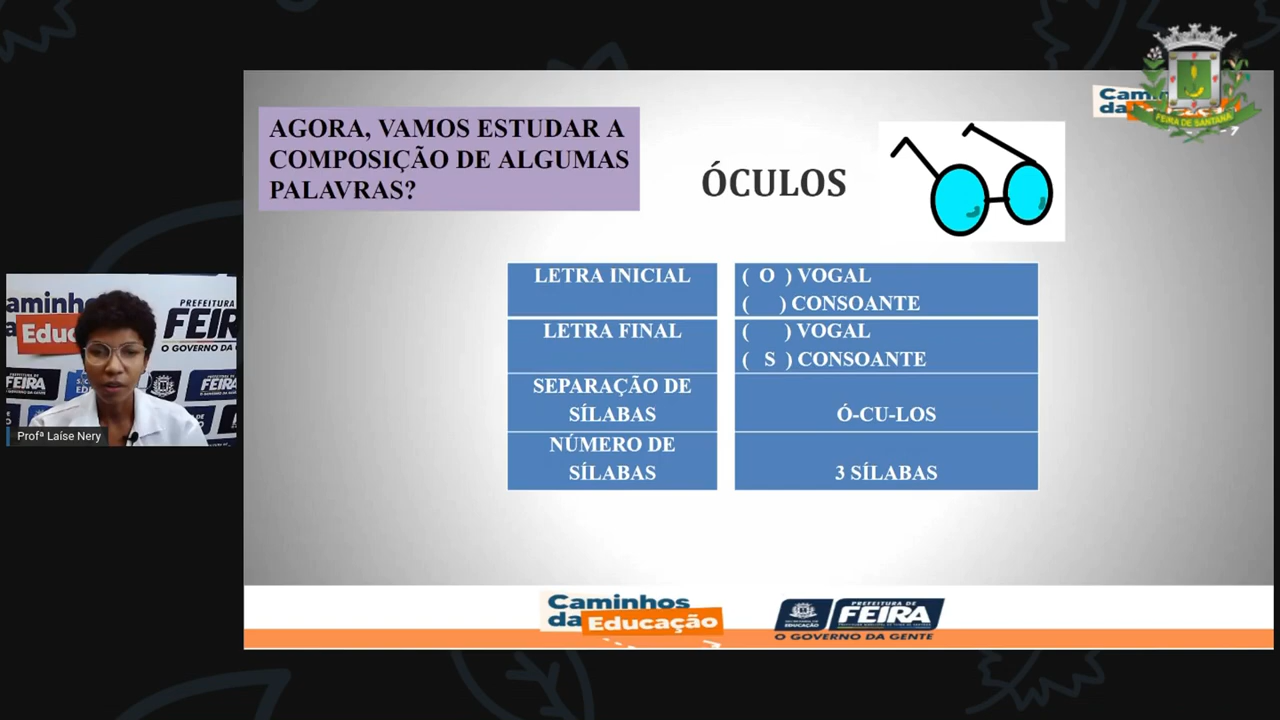 AGORA, VAMOS ESTUDAR A
COMPOSIÇÃO DE ALGUMAS
PALAVRAS?
ÓCULOS
FEIRA DE SANTANA
LETRA INICIAL
( O ) VOGAL
( ) CONSOANTE
LETRA FINAL
( ) VOGAL
( S ) CONSOANTE
SEPARAÇÃO DE
SÍLABAS
Ó-CU-LOS
NÚMERO DE
SÍLABAS
3 SÍLABAS
PREFEITURA
FEIR
O GOVERNO DA
Profª Laíse Nery
Caminhos
da Educação
PREFEITURA DE
FEIRA
O GOVERNO DA GENTE